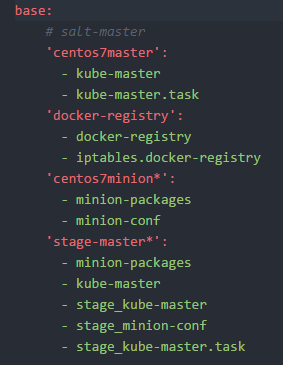 base:
    # salt-master
    'centos7master':
      - kube-master
      - kube-master.task
    'docker-registry':
      - docker-registry
      - iptables.docker-registry
    'centos7minion*':
      - minion-packages
      - minion-conf
    'stage-master*':
      - minion-packages
      - kube-master
      - stage_kube-master
      - stage_minion-conf
      - stage_kube-master.task